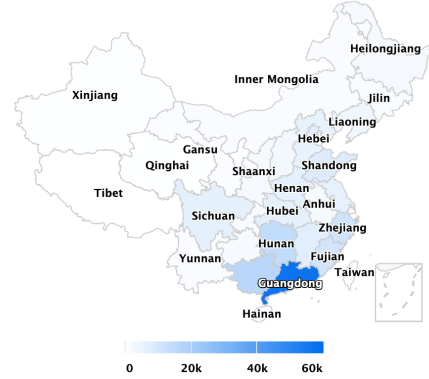 Heilongjiang
Inner Mongolia
Jilin
Xinjiang
Liaoning
Hebei
Gansu
Qinghai
Shaanxi
Shandong
Henan
Tibet
Anhui
Sichuan
Hubei
Zhejiang
Hunan
Yunnan
Fujian
Taiwan
Guangdong
Hainan
0 20k 40k 60k